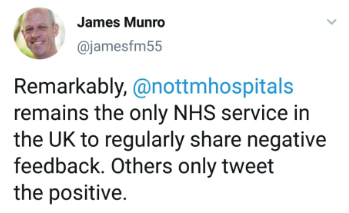 James Munro
@jamesfm55
Remarkably, @nottmhospitals
remains the only NHS service in
the UK to regularly share negative
feedback. Others only tweet
the positive.